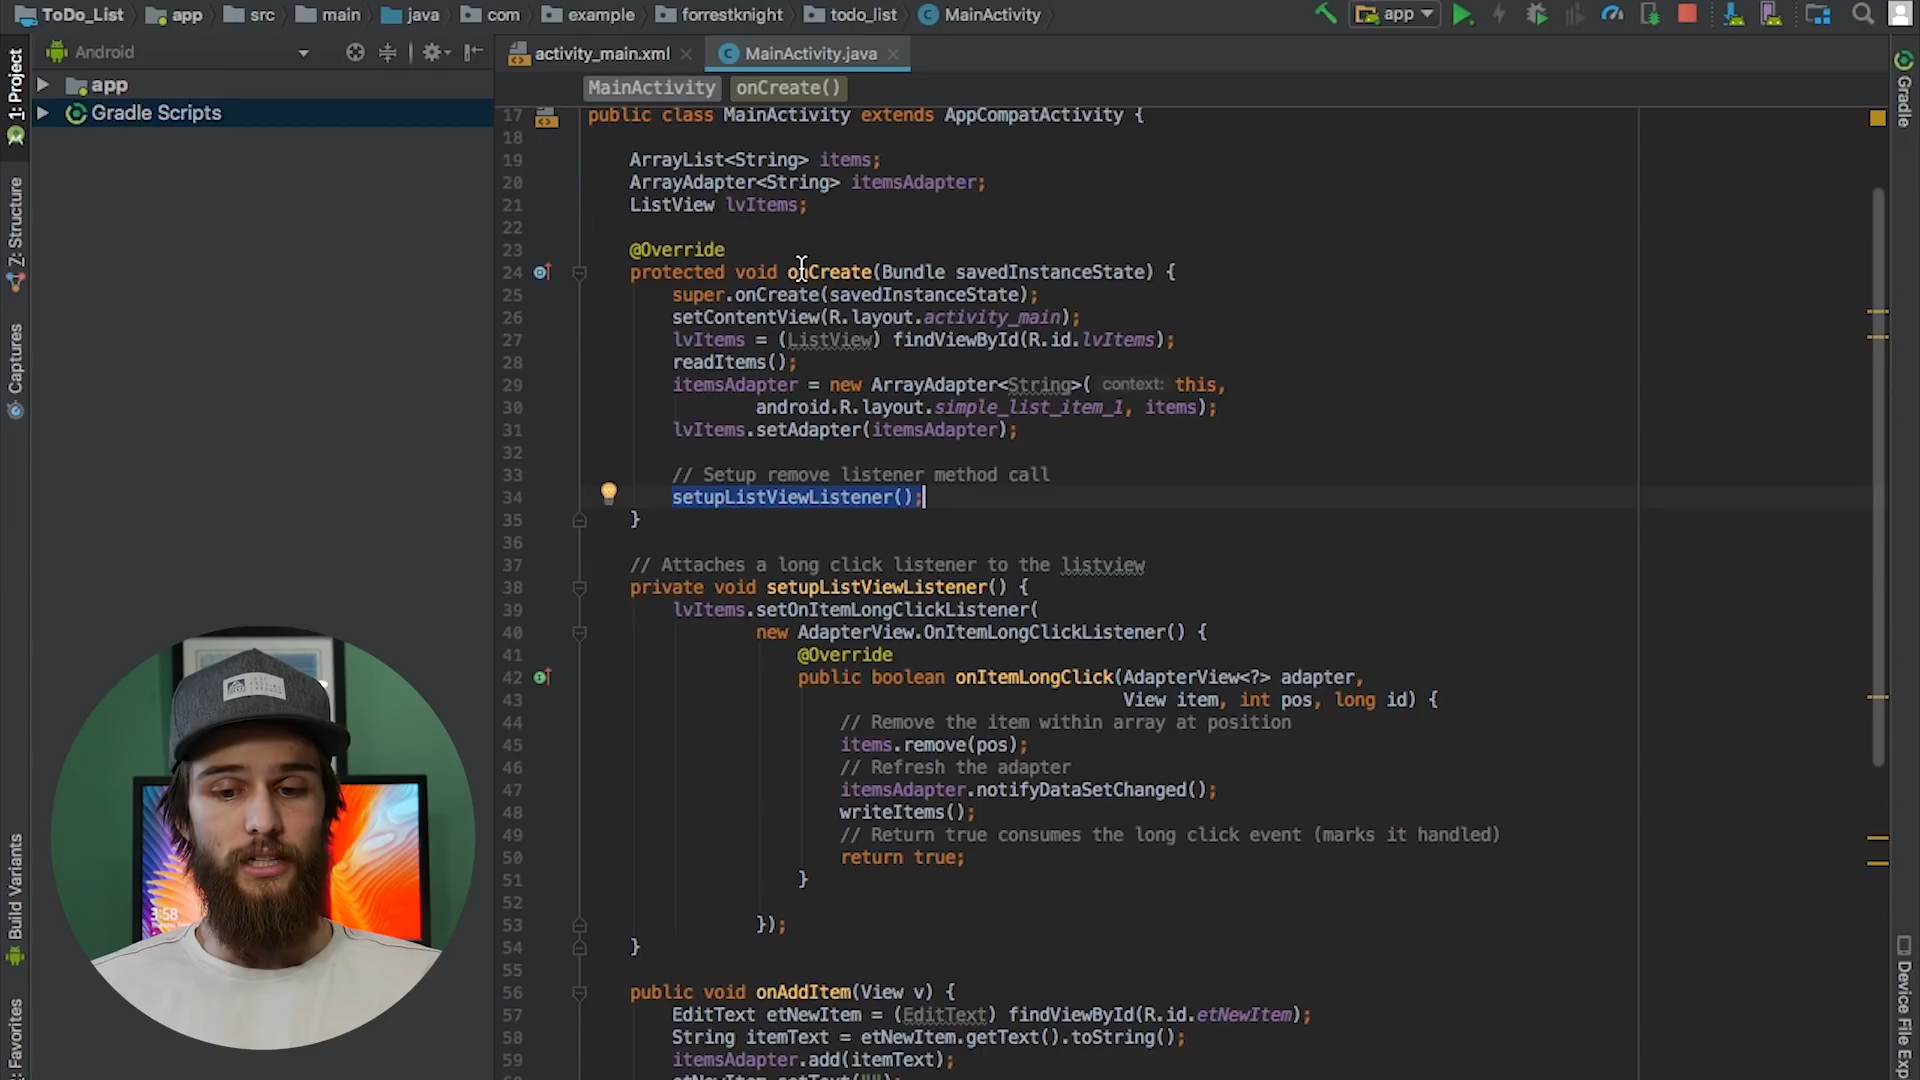 ToDo_List app src main java com example forrestknight todo_list MainActivity
app
Android
activity_main.xml
MainActivity.java
MainActivity onCreate()
app
Gradle Scripts
1: Project
7: Structure
Captures
Build Variants
: Favorites
Gradle
Device File Exp
17 public class MainActivity extends AppCompatActivity {
18
19 ArrayList<String> items;
20 ArrayAdapter<String> itemsAdapter;
21 ListView lvItems;
22
23 @Override
24 protected void onCreate(Bundle savedInstanceState) {
25 super.onCreate(savedInstanceState);
26 setContentView(R.layout.activity_main);
27 lvItems = (ListView) findViewById(R.id.lvItems);
28 readItems();
29 itemsAdapter = new ArrayAdapter<String>( context: this,
30 android.R.layout.simple_list_item_1, items);
31 lvItems.setAdapter(itemsAdapter);
32
33 // Setup remove listener method call
34 setupListViewListener();
35 }
36
37 // Attaches a long click listener to the listview
38 private void setupListViewListener() {
39 lvItems.setOnItemLongClickListener(
40 new AdapterView.OnItemLongClickListener() {
41 @Override
42 public boolean onItemLongClick(AdapterView<?> adapter,
43 View item, int pos, long id) {
44 // Remove the item within array at position
45 items.remove(pos);
46 // Refresh the adapter
47 itemsAdapter.notifyDataSetChanged();
48 writeItems();
49 // Return true consumes the long click event (marks it handled)
50 return true;
51 }
52
53 });
54 }
55
56 public void onAddItem(View v) {
57 EditText etNewItem = (EditText) findViewById(R.id.etNewItem);
58 String itemText = etNewItem.getText().toString();
59 itemsAdapter.add(itemText);
etNewItem.setText("");
3:58